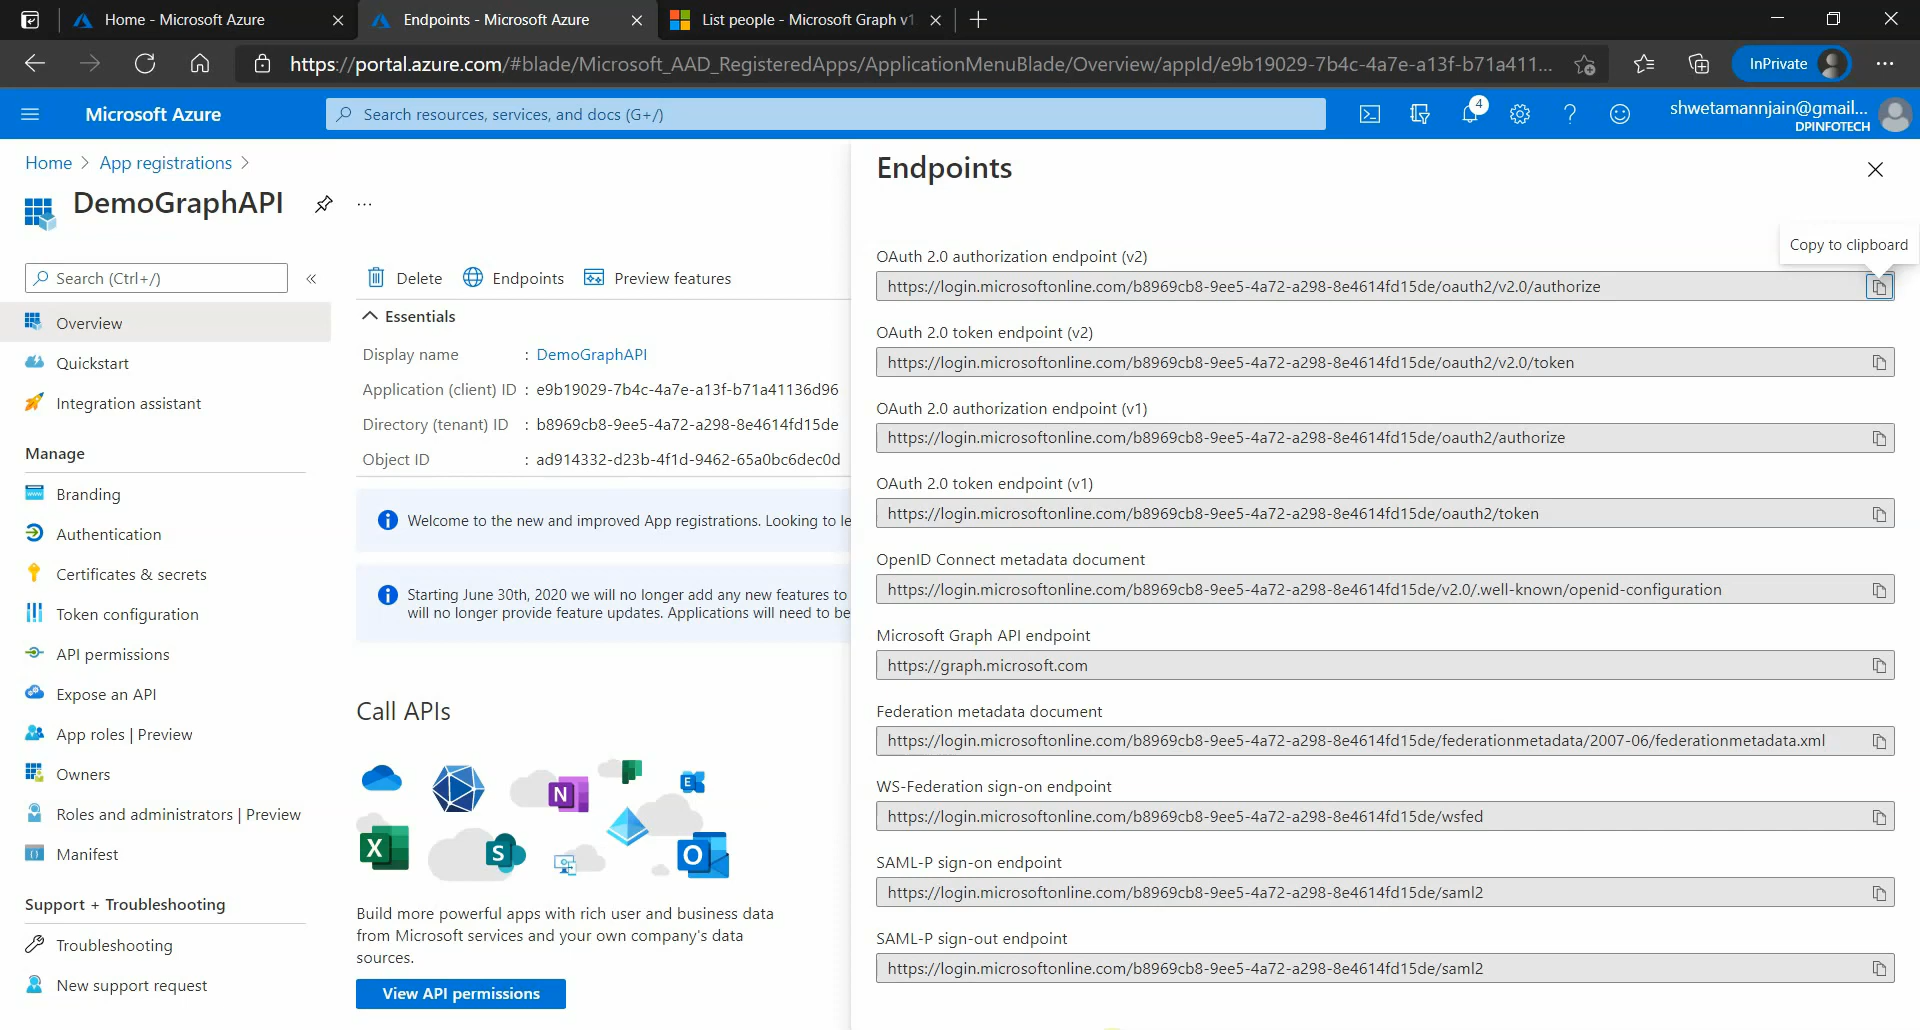 Home - Microsoft Azure
Endpoints - Microsoft Azure
List people - Microsoft Graph v1
https://portal.azure.com/#blade/Microsoft_AAD_RegisteredApps/ApplicationMenuBlade/Overview/appId/e9b19029-7b4c-4a7e-a13f-b71a411...
InPrivate
Microsoft Azure
Search resources, services, and docs (G+/)
4
shwetamannjain@gmail...
DPINFOTECH
Home > App registrations >
DemoGraphAPI
...
Search (Ctrl+/)
«
Overview
Quickstart
Integration assistant
Manage
Branding
Authentication
Certificates & secrets
Token configuration
API permissions
Expose an API
App roles | Preview
Owners
Roles and administrators | Preview
Manifest
Support + Troubleshooting
Troubleshooting
New support request
Delete
Endpoints
Preview features
Essentials
Display name : DemoGraphAPI
Application (client) ID : e9b19029-7b4c-4a7e-a13f-b71a41136d96
Directory (tenant) ID : b8969cb8-9ee5-4a72-a298-8e4614fd15de
Object ID : ad914332-d23b-4f1d-9462-65a0bc6dec0d
Welcome to the new and improved App registrations. Looking to le
Starting June 30th, 2020 we will no longer add any new features to
will no longer provide feature updates. Applications will need to be
Call APIs
N
E
X
S
O
Build more powerful apps with rich user and business data
from Microsoft services and your own company's data
sources.
View API permissions
Endpoints
Copy to clipboard
OAuth 2.0 authorization endpoint (v2)
https://login.microsoftonline.com/b8969cb8-9ee5-4a72-a298-8e4614fd15de/oauth2/v2.0/authorize
OAuth 2.0 token endpoint (v2)
https://login.microsoftonline.com/b8969cb8-9ee5-4a72-a298-8e4614fd15de/oauth2/v2.0/token
OAuth 2.0 authorization endpoint (v1)
https://login.microsoftonline.com/b8969cb8-9ee5-4a72-a298-8e4614fd15de/oauth2/authorize
OAuth 2.0 token endpoint (v1)
https://login.microsoftonline.com/b8969cb8-9ee5-4a72-a298-8e4614fd15de/oauth2/token
OpenID Connect metadata document
https://login.microsoftonline.com/b8969cb8-9ee5-4a72-a298-8e4614fd15de/v2.0/.well-known/openid-configuration
Microsoft Graph API endpoint
https://graph.microsoft.com
Federation metadata document
https://login.microsoftonline.com/b8969cb8-9ee5-4a72-a298-8e4614fd15de/federationmetadata/2007-06/federationmetadata.xml
WS-Federation sign-on endpoint
https://login.microsoftonline.com/b8969cb8-9ee5-4a72-a298-8e4614fd15de/wsfed
SAML-P sign-on endpoint
https://login.microsoftonline.com/b8969cb8-9ee5-4a72-a298-8e4614fd15de/saml2
SAML-P sign-out endpoint
https://login.microsoftonline.com/b8969cb8-9ee5-4a72-a298-8e4614fd15de/saml2